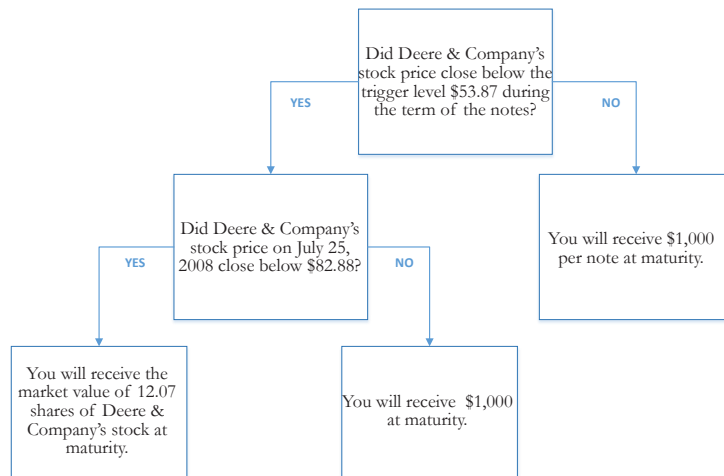 Did Deere & Company's
stock price close below the
trigger level $53.87 during
the term of the notes?
YES
NO
Did Deere & Company's
stock price on July 25,
2008 close below $82.88?
You will receive $1,000
per note at maturity.
YES
NO
You will receive the
market value of 12.07
shares of Deere &
Company's stock at
maturity.
You will receive $1,000
at maturity.